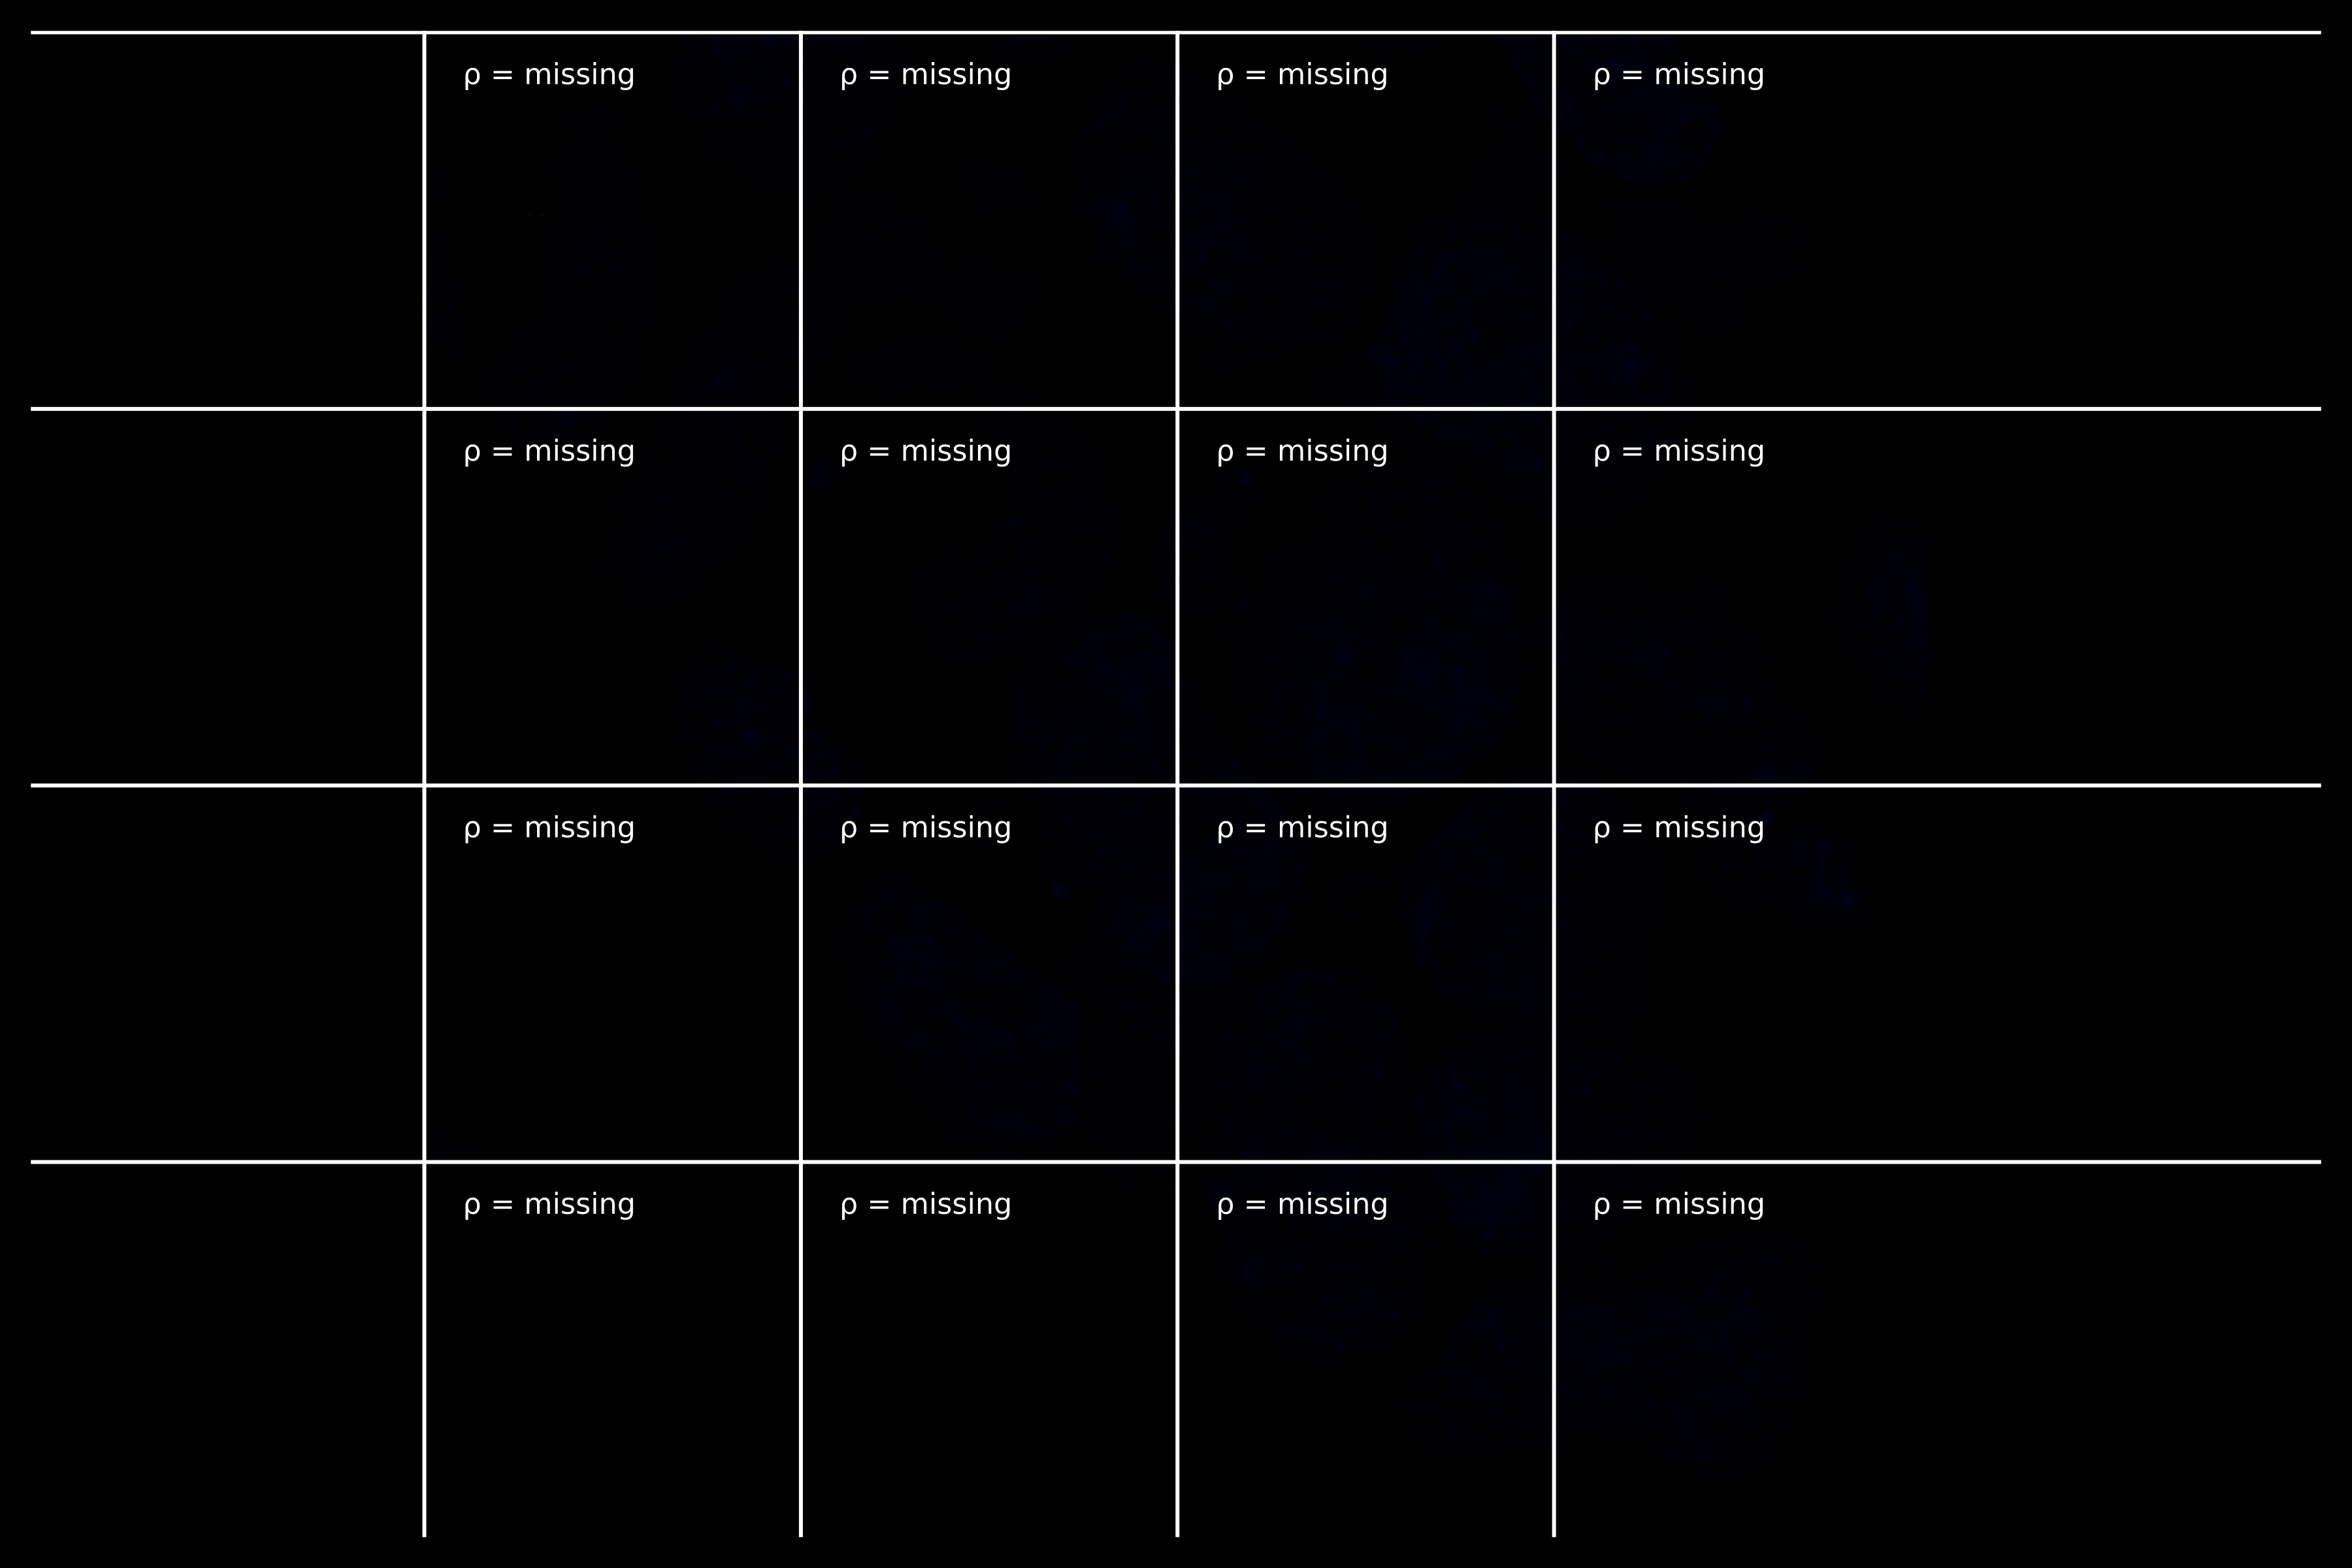 ρ = missing ρ = missing ρ = missing ρ = missing
ρ = missing ρ = missing ρ = missing ρ = missing
ρ = missing ρ = missing ρ = missing ρ = missing
ρ = missing ρ = missing ρ = missing ρ = missing